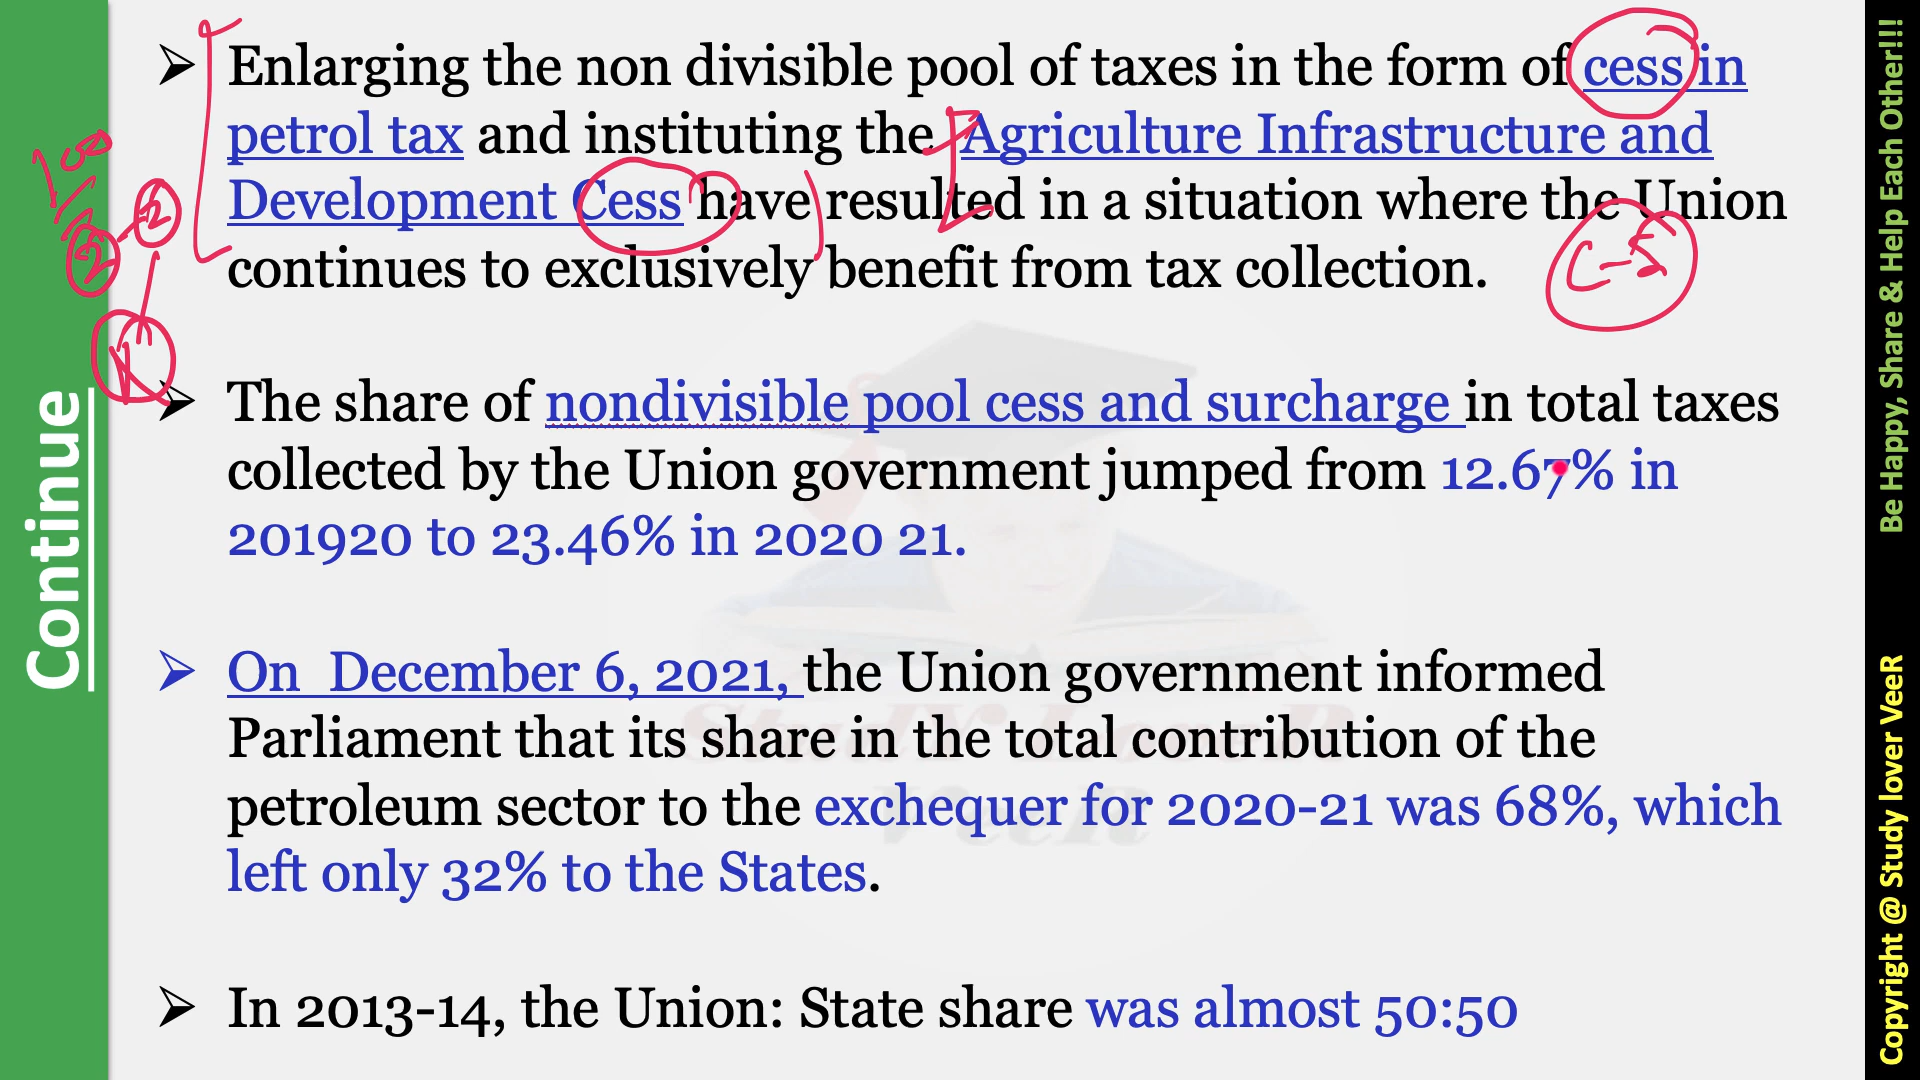 Enlarging the non divisible pool of taxes in the form of cess in
petrol tax and instituting the Agriculture Infrastructure and
Development Cess have resulted in a situation where the Union
continues to exclusively benefit from tax collection.
The share of nondivisible pool cess and surcharge in total taxes
collected by the Union government jumped from 12.67% in
201920 to 23.46% in 2020 21.
On December 6, 2021, the Union government informed
Parliament that its share in the total contribution of the
petroleum sector to the exchequer for 2020-21 was 68%, which
left only 32% to the States.
In 2013-14, the Union: State share was almost 50:50
Continue
Be Happy, Share & Help Each Other!!!
Copyright @ Study lover VeeR
StudY LoveR
VeeR
100
C-S